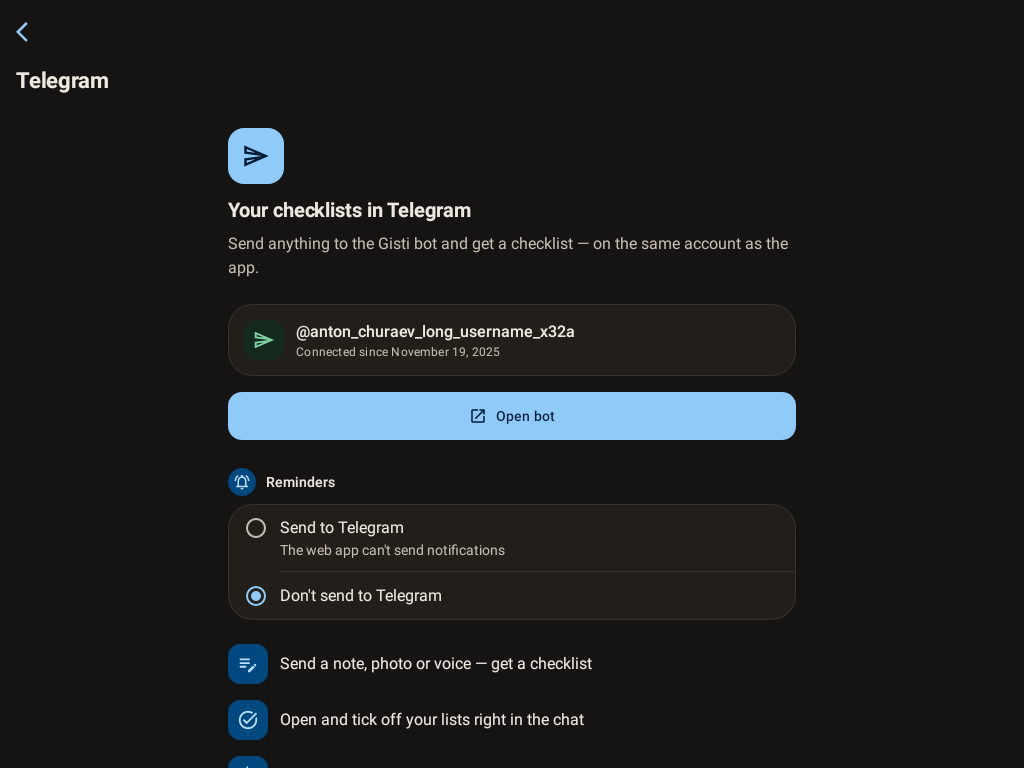 Telegram
Your checklists in Telegram
Send anything to the Gisti bot and get a checklist — on the same account as the
app.
@anton_churaev_long_username_x32a
Connected since November 19, 2025
Open bot
Reminders
Send to Telegram
The web app can't send notifications
Don't send to Telegram
Send a note, photo or voice — get a checklist
Open and tick off your lists right in the chat